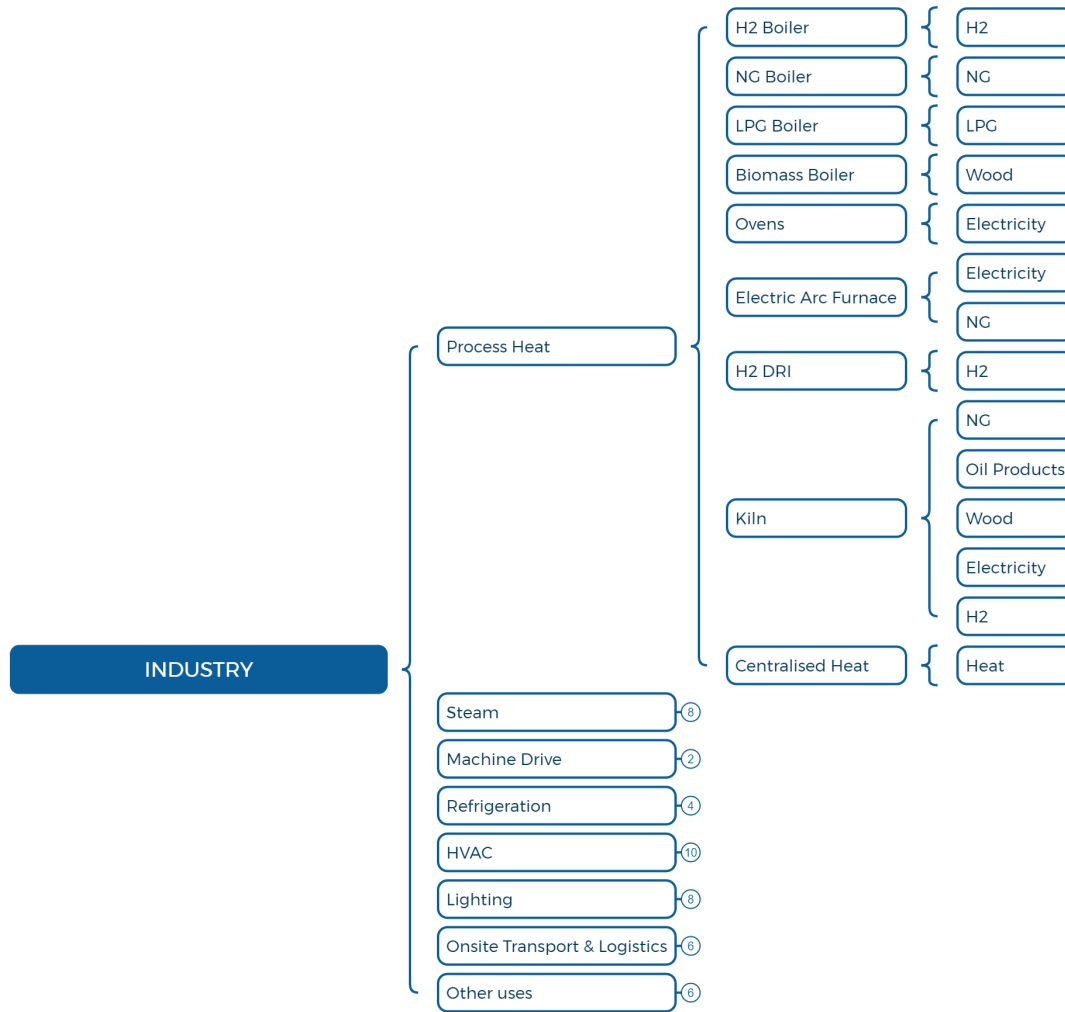 H2 Boiler
H2
NG Boiler
NG
LPG Boiler
LPG
Biomass Boiler
Wood
Ovens
Electricity
Electric Arc Furnace
Electricity
NG
Process Heat
H2 DRI
H2
Kiln
NG
Oil Products
Wood
Electricity
H2
INDUSTRY
Centralised Heat
Heat
Steam
8
Machine Drive
2
Refrigeration
4
HVAC
10
Lighting
8
Onsite Transport & Logistics
6
Other uses
6